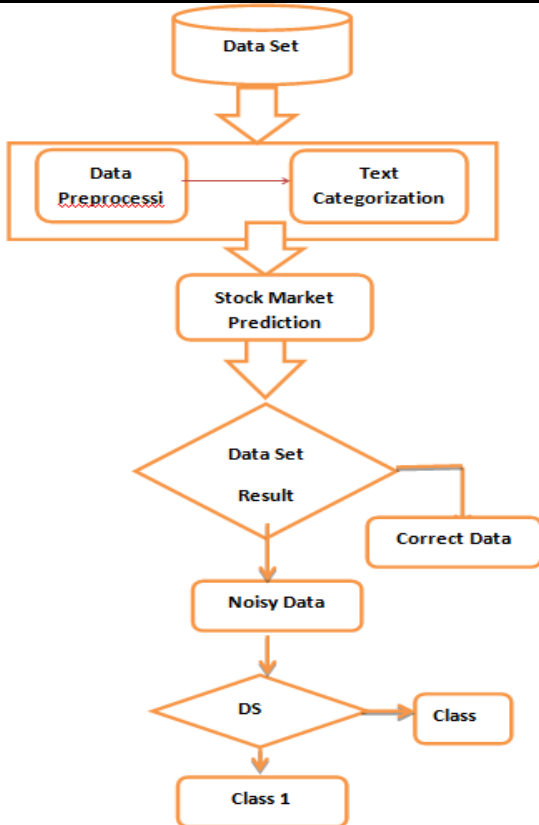 Data Set
Data
Preprocessi
Text
Categorization
Stock Market
Prediction
Data Set
Result
Correct Data
Noisy Data
DS
Class
Class 1